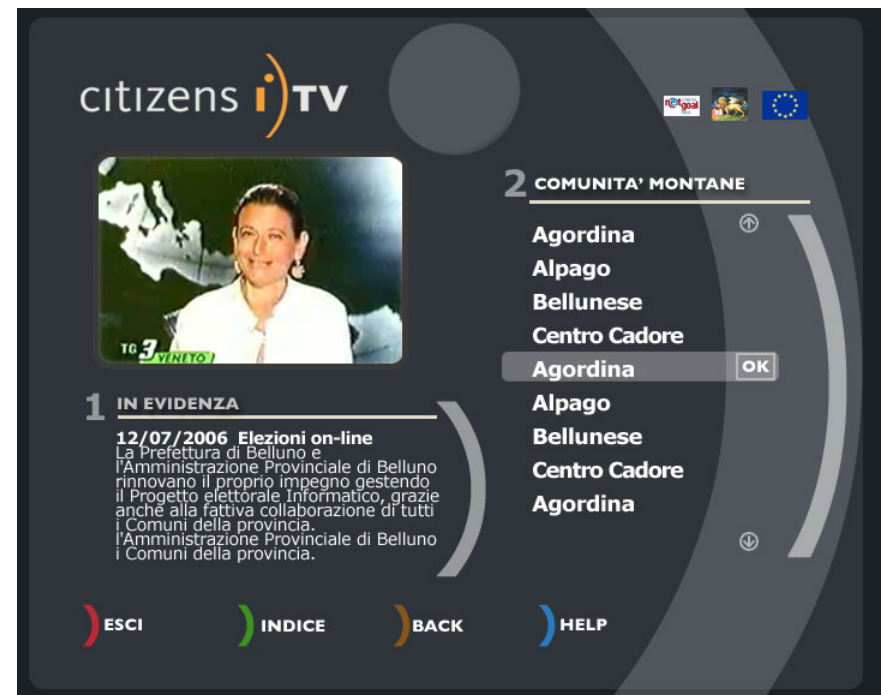 citizens i)TV
n@tgoal
2 COMUNITA' MONTANE
Agordina
Alpago
Bellunese
Centro Cadore
Agordina OK
Alpago
Bellunese
Centro Cadore
Agordina
TG 3 VENETO
1 IN EVIDENZA
12/07/2006 Elezioni on-line
La Prefettura di Belluno e
l'Amministrazione Provinciale di Belluno
rinnovano il proprio impegno gestendo
il Progetto elettorale Informatico, grazie
anche alla fattiva collaborazione di tutti
i Comuni della provincia.
l'Amministrazione Provinciale di Belluno
i Comuni della provincia.
ESCI INDICE BACK HELP